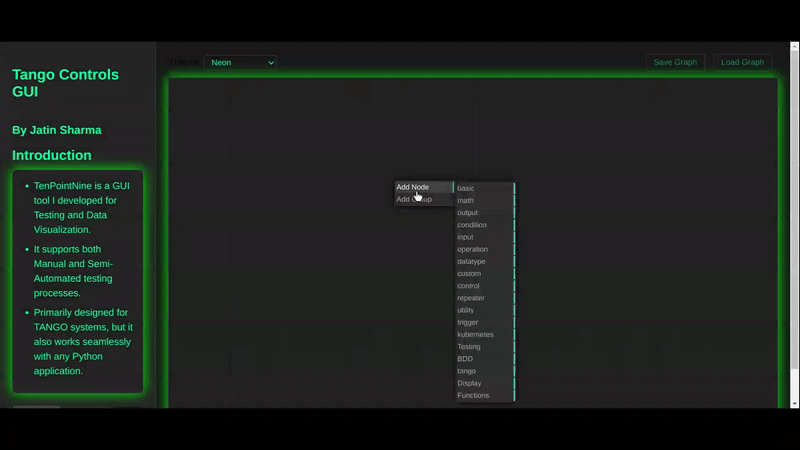 Tango Controls
GUI
By Jatin Sharma
Introduction
TenPointNine is a GUI
tool I developed for
Testing and Data
Visualization.
It supports both
Manual and Semi-
Automated testing
processes.
Primarily designed for
TANGO systems, but it
also works seamlessly
with any Python
application.
Neon
Save Graph
Load Graph
Add Node
Add
basic
math
output
condition
input
operation
datatype
custom
control
repeater
utility
trigger
kubernetes
Testing
BDD
tango
Display
Functions